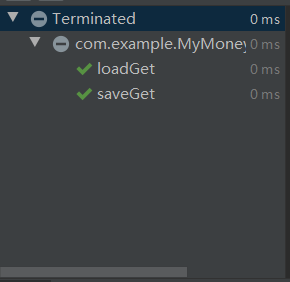 Terminated 0 ms
com.example.MyMoney 0 ms
loadGet 0 ms
saveGet 0 ms